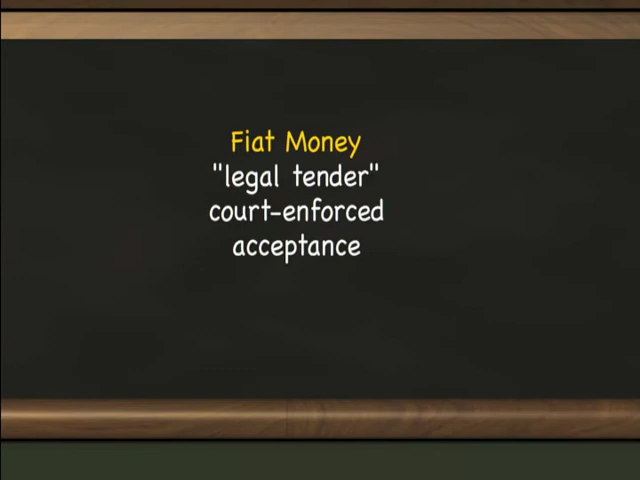 Fiat Money
"legal tender"
court-enforced
acceptance